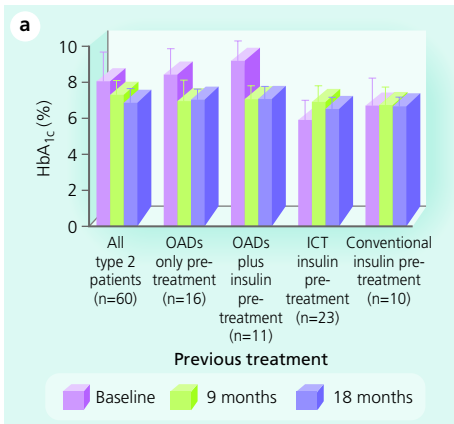 a
HbA1c (%)
10
8
6
4
2
0
All
type 2
patients
(n=60)
OADs
only pre-
treatment
(n=16)
OADs
plus
insulin
pre-
treatment
(n=11)
ICT
insulin
pre-
treatment
(n=23)
Conventional
insulin pre-
treatment
(n=10)
Previous treatment
Baseline
9 months
18 months